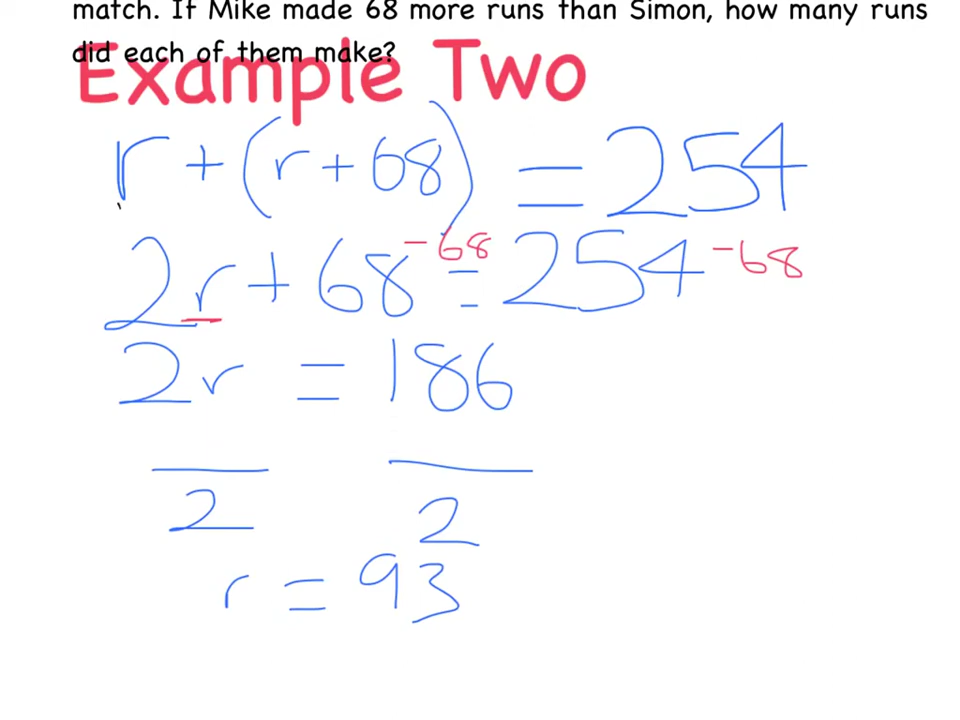 match. If Mike made 68 more runs than Simon, how many runs
did each of them make?
Example Two
r + (r + 68) = 254
2r + 68 - 68 = 254 - 68
2r = 186
2 2
r = 93